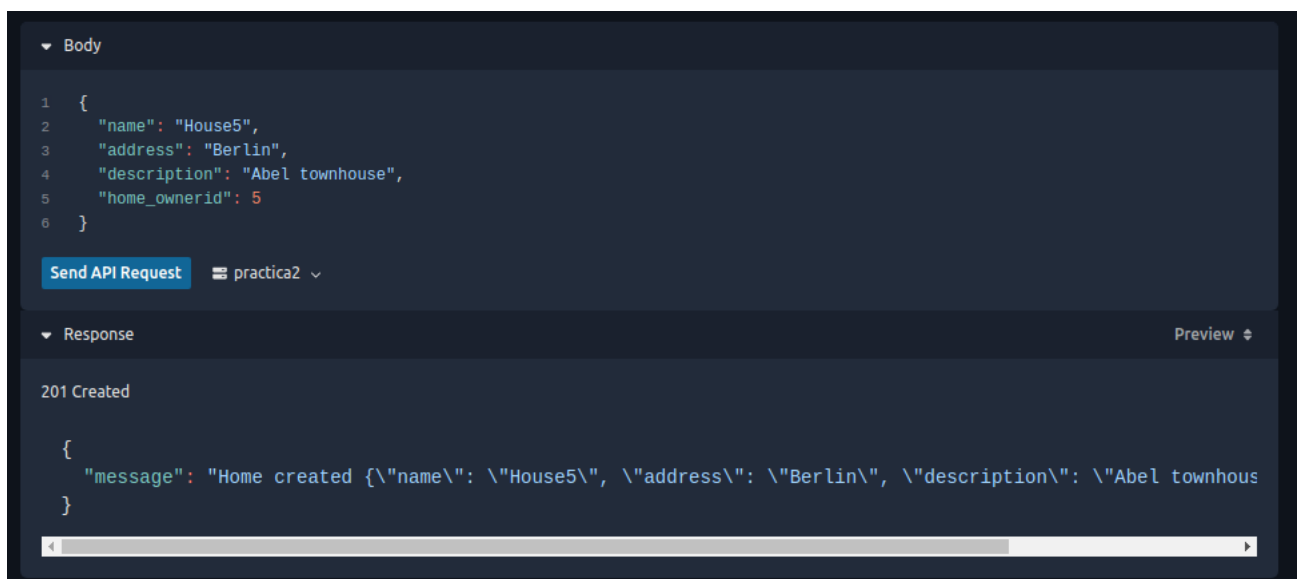 Body
1 {
2 "name": "House5",
3 "address": "Berlin",
4 "description": "Abel townhouse",
5 "home_ownerid": 5
6 }
Send API Request practica2
Response Preview
201 Created
{
"message": "Home created {\"name\": \"House5\", \"address\": \"Berlin\", \"description\": \"Abel townhous
}